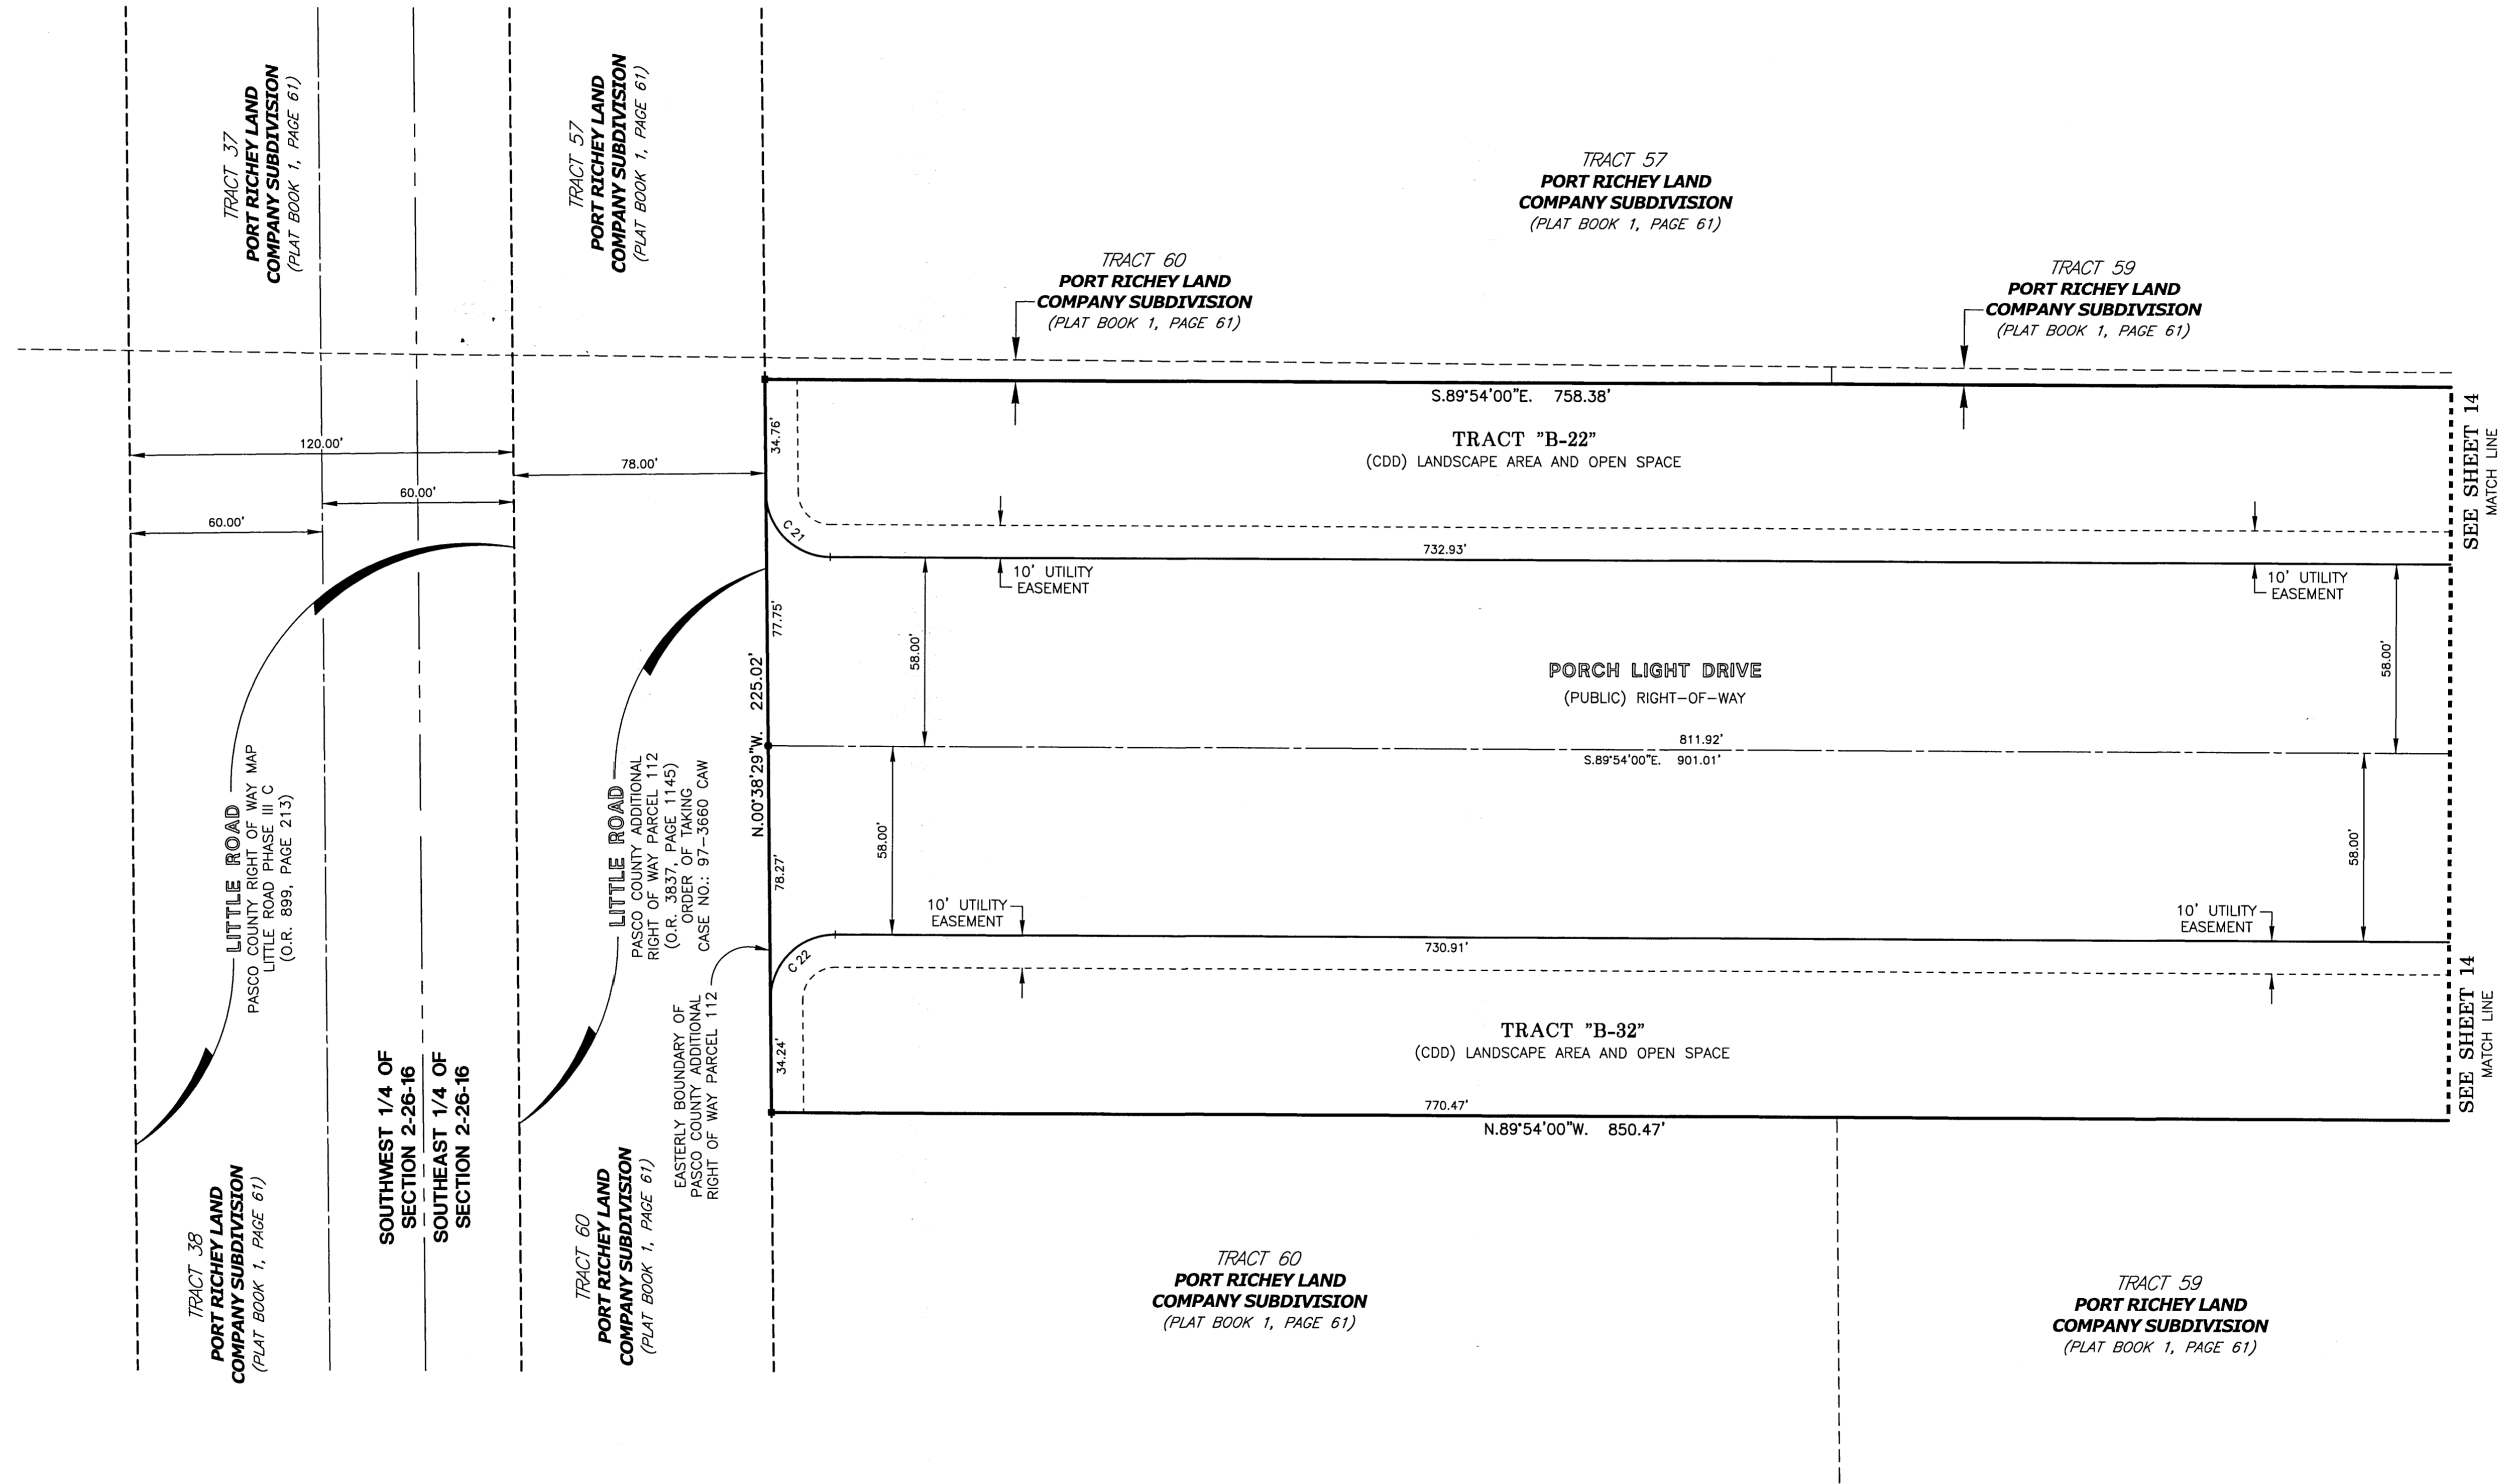 TRACT 37
PORT RICHEY LAND
COMPANY SUBDIVISION
(PLAT BOOK 1, PAGE 61)
TRACT 57
PORT RICHEY LAND
COMPANY SUBDIVISION
(PLAT BOOK 1, PAGE 61)
TRACT 57
PORT RICHEY LAND
COMPANY SUBDIVISION
(PLAT BOOK 1, PAGE 61)
TRACT 60
PORT RICHEY LAND
COMPANY SUBDIVISION
(PLAT BOOK 1, PAGE 61)
TRACT 59
PORT RICHEY LAND
COMPANY SUBDIVISION
(PLAT BOOK 1, PAGE 61)
S.89°54'00"E. 758.38'
120.00'
78.00'
60.00'
60.00'
34.76'
TRACT "B-22"
(CDD) LANDSCAPE AREA AND OPEN SPACE
SEE SHEET 14
MATCH LINE
C 21
732.93'
10' UTILITY
EASEMENT
10' UTILITY
EASEMENT
77.75'
58.00'
58.00'
PORCH LIGHT DRIVE
(PUBLIC) RIGHT-OF-WAY
N.00°38'29"W. 225.02'
811.92'
S.89°54'00"E. 901.01'
LITTLE ROAD
PASCO COUNTY RIGHT OF WAY MAP
LITTLE ROAD PHASE III C
(O.R. 899, PAGE 213)
LITTLE ROAD
PASCO COUNTY ADDITIONAL
RIGHT OF WAY PARCEL 112
(O.R. 3837, PAGE 1145)
ORDER OF TAKING
CASE NO.: 97-3660 CAW
78.27'
58.00'
58.00'
10' UTILITY
EASEMENT
10' UTILITY
EASEMENT
730.91'
C 22
34.24'
EASTERLY BOUNDARY OF
PASCO COUNTY ADDITIONAL
RIGHT OF WAY PARCEL 112
TRACT "B-32"
(CDD) LANDSCAPE AREA AND OPEN SPACE
SEE SHEET 14
MATCH LINE
770.47'
N.89°54'00"W. 850.47'
SOUTHWEST 1/4 OF
SECTION 2-26-16
SOUTHEAST 1/4 OF
SECTION 2-26-16
TRACT 38
PORT RICHEY LAND
COMPANY SUBDIVISION
(PLAT BOOK 1, PAGE 61)
TRACT 60
PORT RICHEY LAND
COMPANY SUBDIVISION
(PLAT BOOK 1, PAGE 61)
TRACT 60
PORT RICHEY LAND
COMPANY SUBDIVISION
(PLAT BOOK 1, PAGE 61)
TRACT 59
PORT RICHEY LAND
COMPANY SUBDIVISION
(PLAT BOOK 1, PAGE 61)